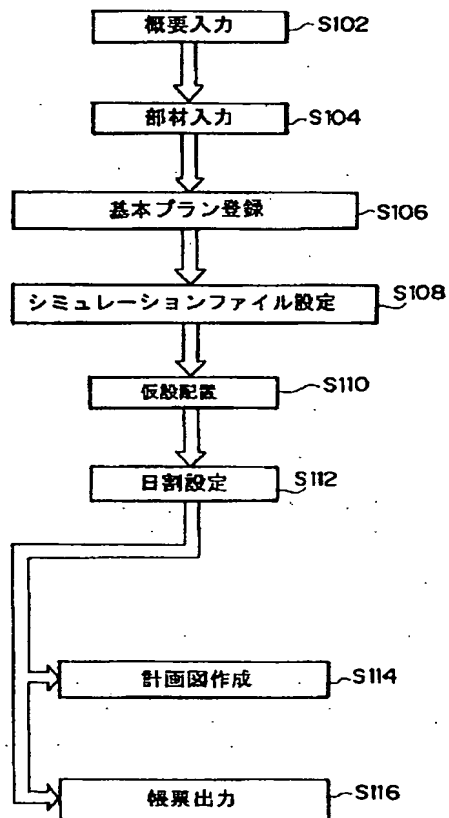 概要入力 S102
部材入力 S104
基本プラン登録 S106
シミュレーションファイル設定 S108
仮設配置 S110
日割設定 S112
計画図作成 S114
帳票出力 S116